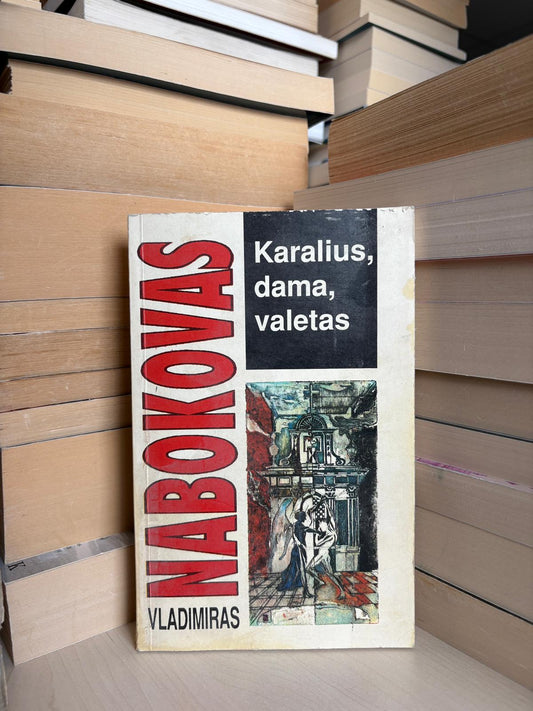 NABOKOVAS
VLADIMIRAS
Karalius,
dama,
valetas